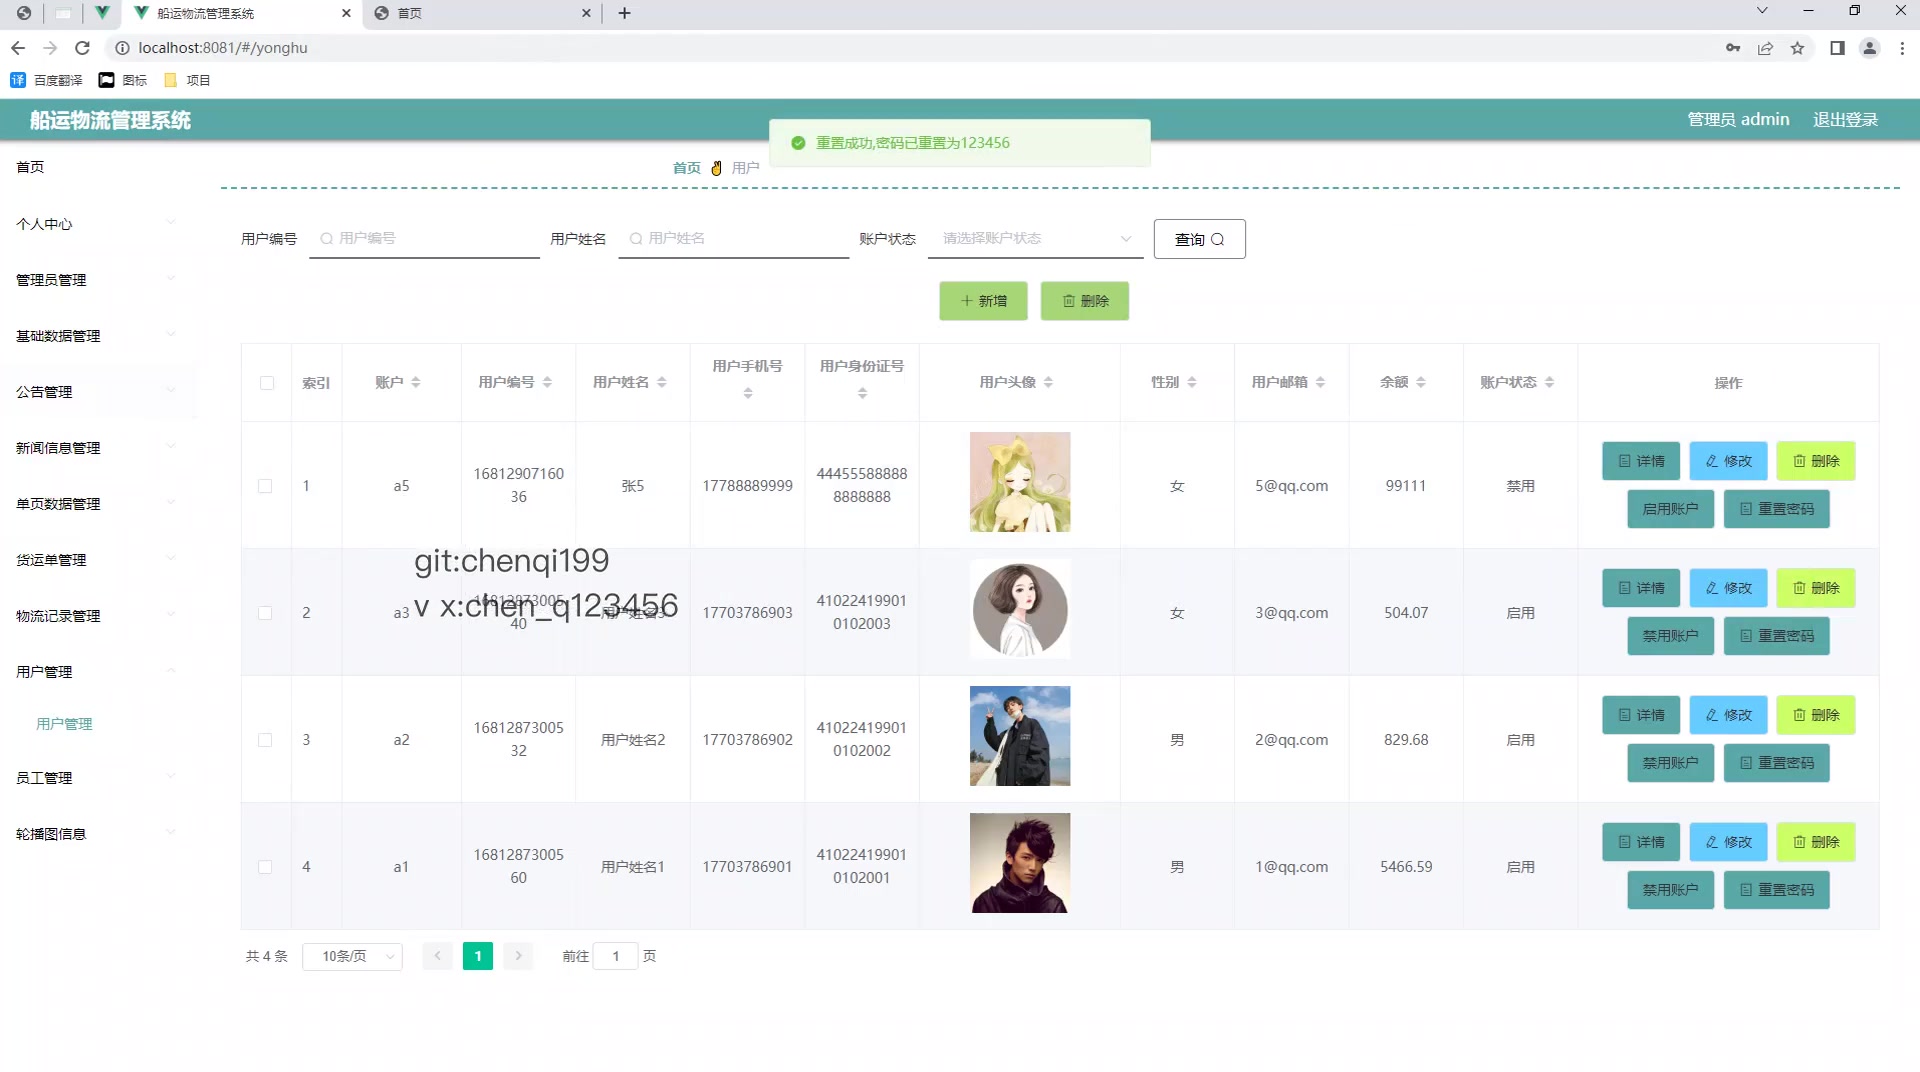 船运物流管理系统
首页
localhost:8081/#/yonghu
百度翻译
图标
项目
船运物流管理系统
管理员 admin
退出登录
重置成功,密码已重置为123456
首页
用户
首页
个人中心
管理员管理
基础数据管理
公告管理
新闻信息管理
单页数据管理
货运单管理
物流记录管理
用户管理
用户管理
员工管理
轮播图信息
用户编号
用户编号
用户姓名
用户姓名
账户状态
请选择账户状态
查询
新增
删除
索引
账户
用户编号
用户姓名
用户手机号
用户身份证号
用户头像
性别
用户邮箱
余额
账户状态
操作
1
a5
16812907160
36
张5
17788889999
44455588888
8888888
女
5@qq.com
99111
禁用
详情
修改
删除
启用账户
重置密码
git:chenqi199
v x:chen_q123456
2
a3
16812873005
40
用户姓名3
17703786903
41022419901
0102003
女
3@qq.com
504.07
启用
详情
修改
删除
禁用账户
重置密码
3
a2
16812873005
32
用户姓名2
17703786902
41022419901
0102002
男
2@qq.com
829.68
启用
详情
修改
删除
禁用账户
重置密码
4
a1
16812873005
60
用户姓名1
17703786901
41022419901
0102001
男
1@qq.com
5466.59
启用
详情
修改
删除
禁用账户
重置密码
共 4 条
10条/页
1
前往
1
页